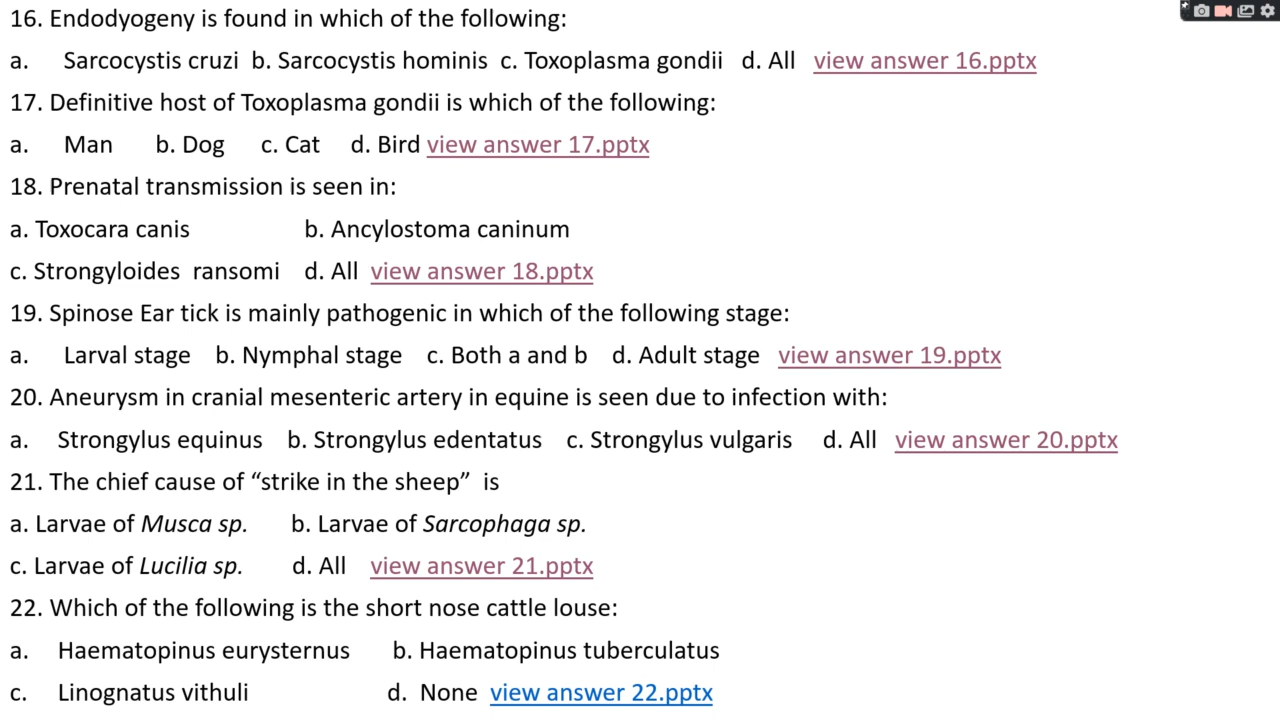 16. Endodyogeny is found in which of the following:
a. Sarcocystis cruzi b. Sarcocystis hominis c. Toxoplasma gondii d. All view answer 16.pptx
17. Definitive host of Toxoplasma gondii is which of the following:
a. Man b. Dog c. Cat d. Bird view answer 17.pptx
18. Prenatal transmission is seen in:
a. Toxocara canis b. Ancylostoma caninum
c. Strongyloides ransomi d. All view answer 18.pptx
19. Spinose Ear tick is mainly pathogenic in which of the following stage:
a. Larval stage b. Nymphal stage c. Both a and b d. Adult stage view answer 19.pptx
20. Aneurysm in cranial mesenteric artery in equine is seen due to infection with:
a. Strongylus equinus b. Strongylus edentatus c. Strongylus vulgaris d. All view answer 20.pptx
21. The chief cause of “strike in the sheep” is
a. Larvae of Musca sp. b. Larvae of Sarcophaga sp.
c. Larvae of Lucilia sp. d. All view answer 21.pptx
22. Which of the following is the short nose cattle louse:
a. Haematopinus eurysternus b. Haematopinus tuberculatus
c. Linognatus vithuli d. None view answer 22.pptx